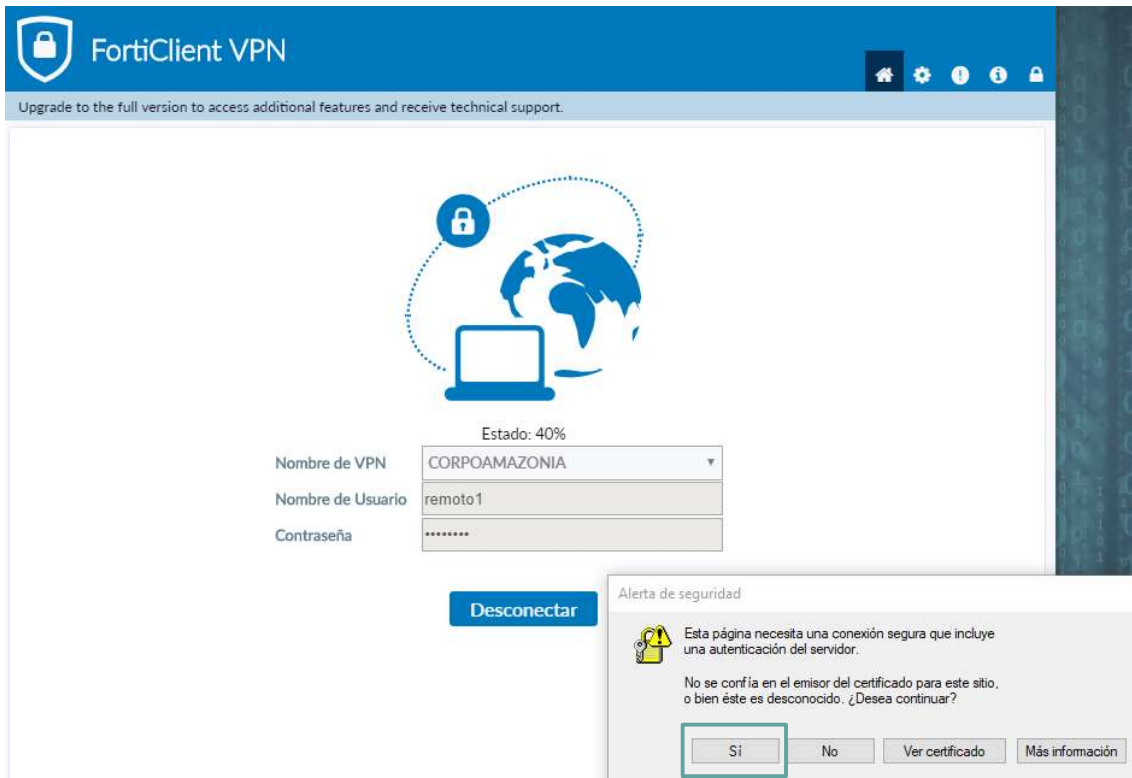 FortiClient VPN
Upgrade to the full version to access additional features and receive technical support.
Estado: 40%
Nombre de VPN CORPOAMAZONIA
Nombre de Usuario remoto1
Contraseña ••••••••
Desconectar
Alerta de seguridad
Esta página necesita una conexión segura que incluye
una autenticación del servidor.
No se confía en el emisor del certificado para este sitio,
o bien éste es desconocido. ¿Desea continuar?
Sí No Ver certificado Más información